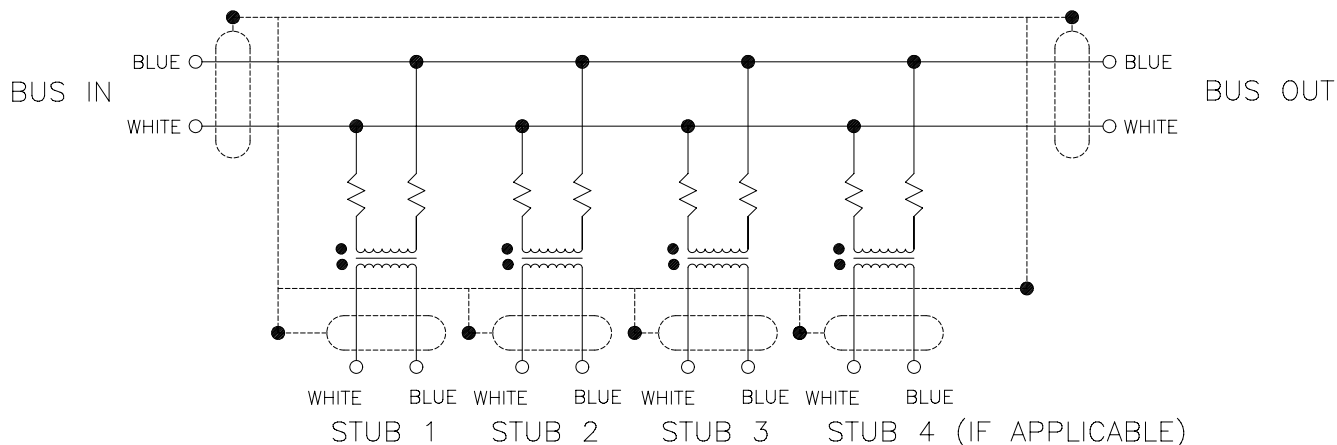 BLUE BLUE
BUS IN BUS OUT
WHITE WHITE
WHITE BLUE WHITE BLUE WHITE BLUE WHITE BLUE
STUB 1 STUB 2 STUB 3 STUB 4 (IF APPLICABLE)